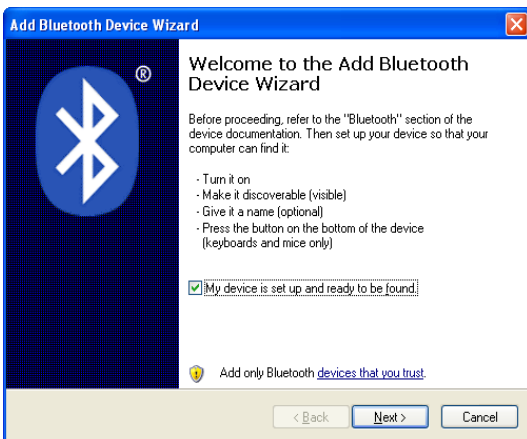 Add Bluetooth Device Wizard
®
Welcome to the Add Bluetooth
Device Wizard
Before proceeding, refer to the "Bluetooth" section of the
device documentation. Then set up your device so that your
computer can find it:
- Turn it on
- Make it discoverable (visible)
- Give it a name (optional)
- Press the button on the bottom of the device
(keyboards and mice only)
My device is set up and ready to be found.
Add only Bluetooth devices that you trust.
< Back Next > Cancel